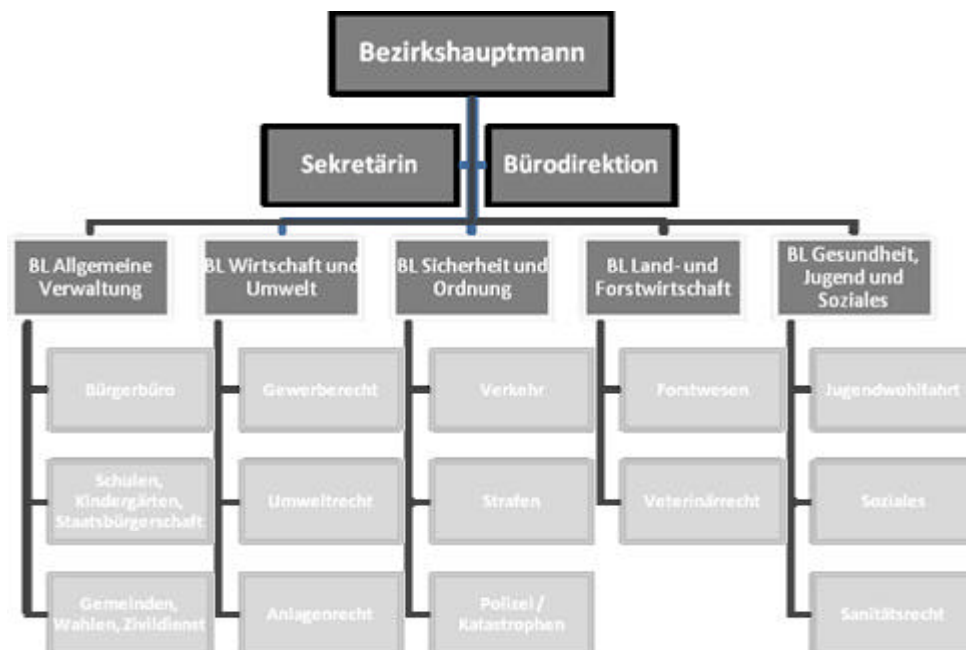 Bezirkshauptmann
Sekretärin
Bürodirektion
BL Allgemeine
Verwaltung
BL Wirtschaft und
Umwelt
BL Sicherheit und
Ordnung
BL Land- und
Forstwirtschaft
BL Gesundheit,
Jugend und
Soziales
Bürgerbüro
Schulen,
Kindergärten,
Staatsbürgerschaft
Gemeinden,
Wahlen, Zivildienst
Gewerberecht
Umweltrecht
Anlagenrecht
Verkehr
Strafen
Polizei /
Katastrophen
Forstwesen
Veterinärrecht
Jugendwohlfahrt
Soziales
Sanitätsrecht